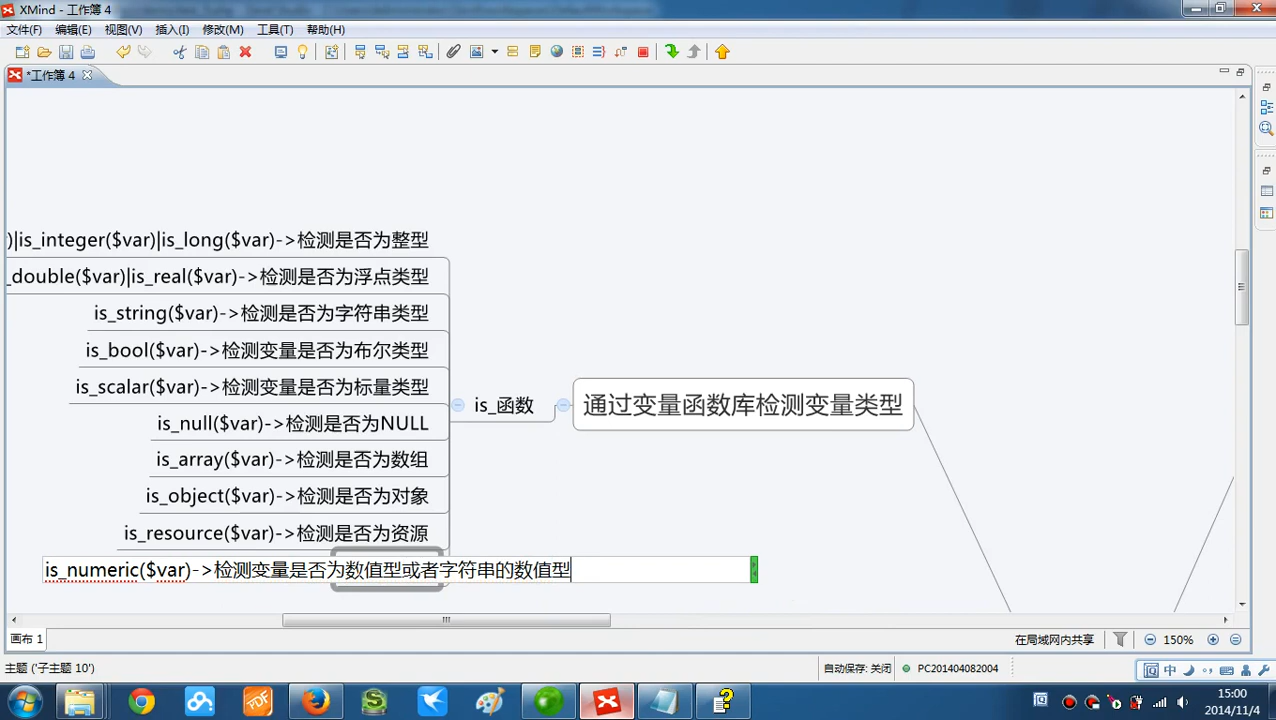 XMind - 工作簿 4
文件(F) 编辑(E) 视图(V) 插入(I) 修改(M) 工具(T) 帮助(H)
*工作簿 4
)|is_integer($var)|is_long($var)->检测是否为整型
_double($var)|is_real($var)->检测是否为浮点类型
is_string($var)->检测是否为字符串类型
is_bool($var)->检测变量是否为布尔类型
is_scalar($var)->检测变量是否为标量类型
is_null($var)->检测是否为NULL
is_array($var)->检测是否为数组
is_object($var)->检测是否为对象
is_resource($var)->检测是否为资源
is_numeric($var)->检测变量是否为数值型或者字符串的数值型
is_函数
通过变量函数库检测变量类型
画布 1
在局域网内共享
150%
主题 ('子主题 10')
自动保存: 关闭
PC201404082004
中
PDF
15:00
2014/11/4